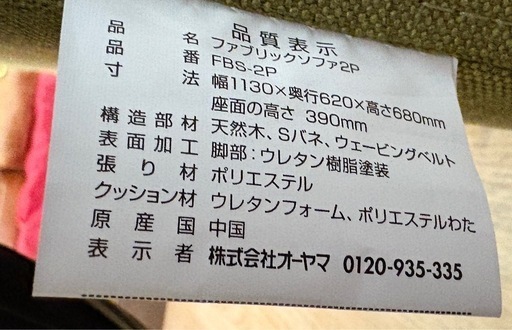 品質表示
品名 ファブリックソファ2P
品番 FBS-2P
寸法 幅1130×奥行620×高さ680mm
座面の高さ 390mm
構造部材 天然木、Sバネ、ウェービングベルト
表面加工 脚部：ウレタン樹脂塗装
張り材 ポリエステル
クッション材 ウレタンフォーム、ポリエステルわた
原産国 中国
表示者 株式会社オーヤマ 0120-935-335